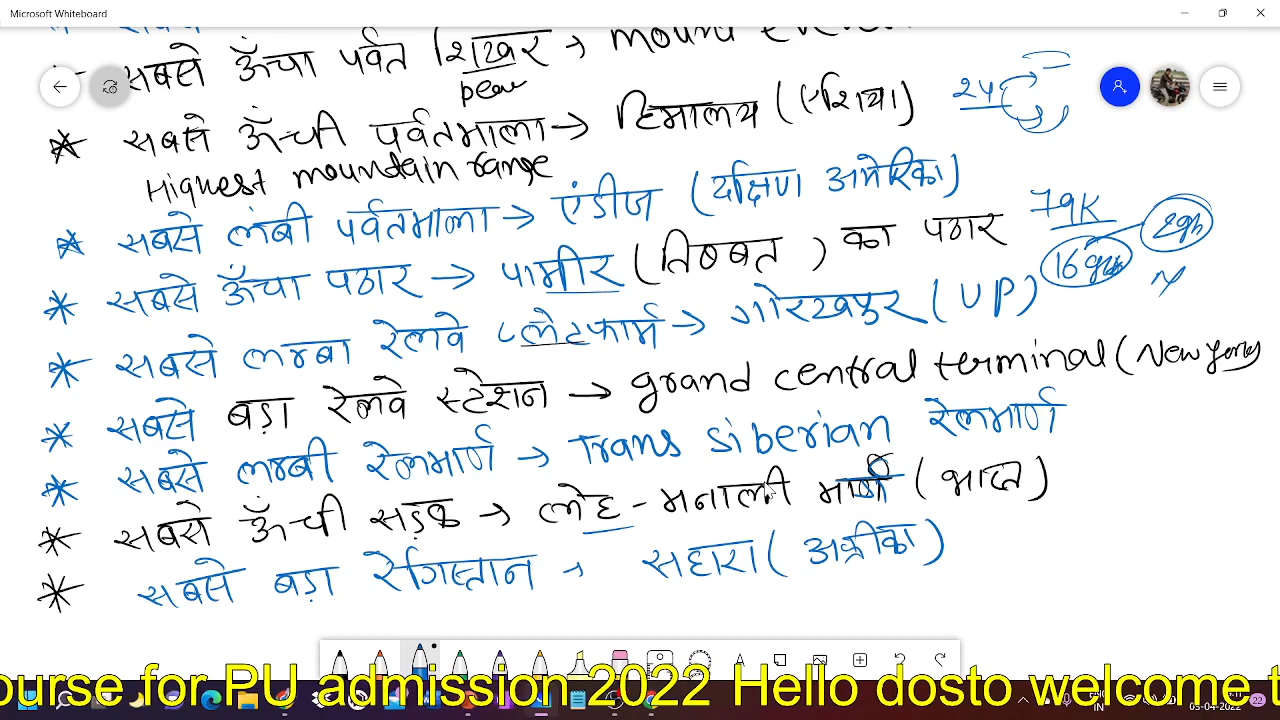 Microsoft Whiteboard
सबसे ऊँचा पर्वत शिखर →
* सबसे ऊँची पर्वतमाला → हिमालय (एशिया)
Highest mountain range
* सबसे लंबी पर्वतमाला → एंडीज (दक्षिण अमेरिका)
79K
* सबसे ऊँचा पठार → पामीर (तिब्बत) का पठार
* सबसे लम्बा रेलवे प्लेटफार्म → गोरखपुर (UP)
* सबसे बड़ा रेलवे स्टेशन → grand central terminal (New York)
* सबसे लम्बी रेलमार्ग → Trans Siberian रेलमार्ग
* सबसे ऊँची सड़क → लेह - मनाली मार्ग (भारत)
* सबसे बड़ा रेगिस्तान → सहारा (अफ्रीका)
ourse for PU admission 2022 Hello dosto welcome t